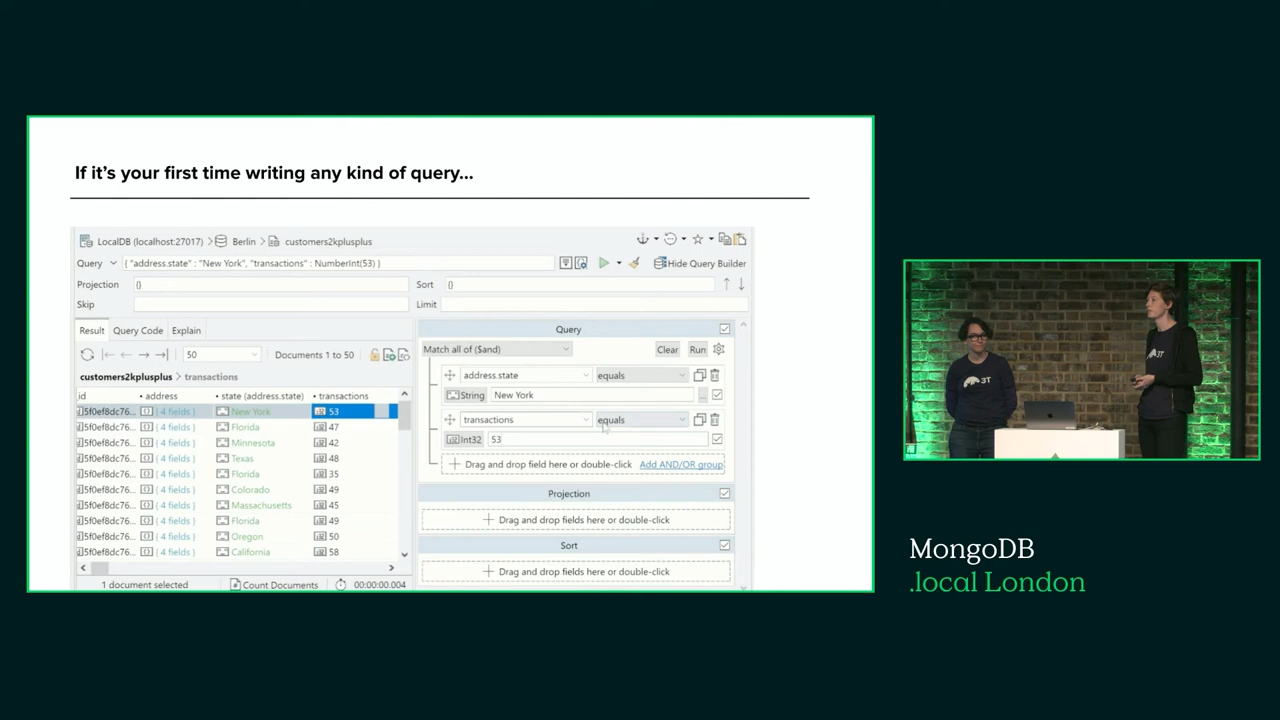 If it's your first time writing any kind of query...
LocalDB (localhost:27017) Berlin customers2kplusplus
Query { "address.state" : "New York", "transactions" : NumberInt(53) } Hide Query Builder
Projection {} Sort {}
Skip Limit
Result Query Code Explain
50 Documents 1 to 50
customers2kplusplus > transactions
id address state (address.state) transactions
5f0ef8dc76... { 4 fields } New York 53
5f0ef8dc76... { 4 fields } Florida 47
5f0ef8dc76... { 4 fields } Minnesota 42
5f0ef8dc76... { 4 fields } Texas 48
5f0ef8dc76... { 4 fields } Florida 35
5f0ef8dc76... { 4 fields } Colorado 49
5f0ef8dc76... { 4 fields } Massachusetts 45
5f0ef8dc76... { 4 fields } Florida 49
5f0ef8dc76... { 4 fields } Oregon 50
5f0ef8dc76... { 4 fields } California 58
1 document selected Count Documents 00:00:00.004
Query
Match all of ($and) Clear Run
address.state equals
String New York ...
transactions equals
Int32 53
Drag and drop field here or double-click Add AND/OR group
Projection
Drag and drop fields here or double-click
Sort
Drag and drop fields here or double-click
3T
3T
MongoDB
.local London